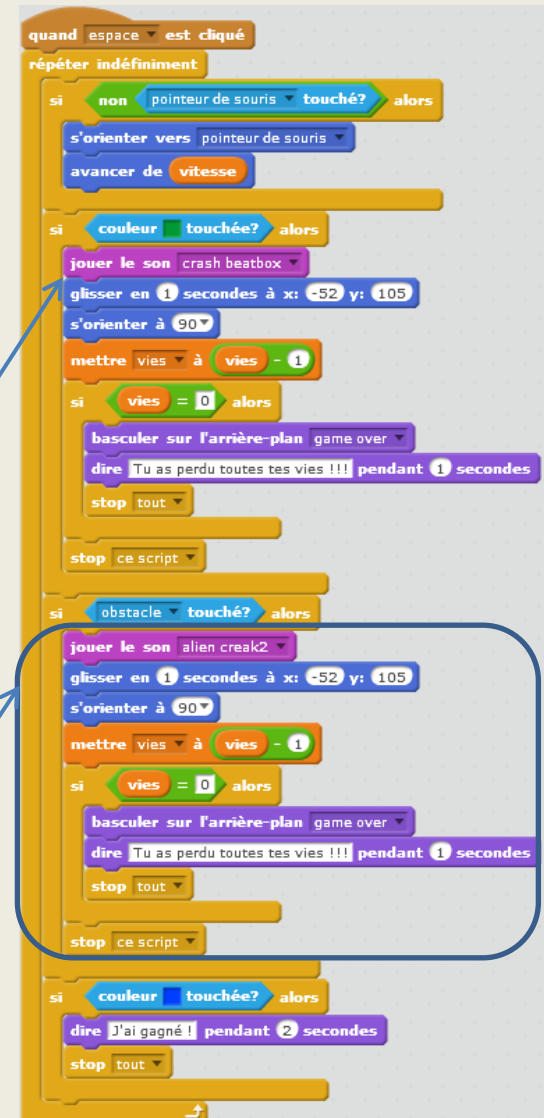 quand espace est cliqué
répéter indéfiniment
si non pointeur de souris touché? alors
s'orienter vers pointeur de souris
avancer de vitesse
si couleur touchée? alors
jouer le son crash beatbox
glisser en 1 secondes à x: -52 y: 105
s'orienter à 90
mettre vies à vies - 1
si vies = 0 alors
basculer sur l'arrière-plan game over
dire Tu as perdu toutes tes vies !!! pendant 1 secondes
stop tout
stop ce script
si obstacle touché? alors
jouer le son alien creak2
glisser en 1 secondes à x: -52 y: 105
s'orienter à 90
mettre vies à vies - 1
si vies = 0 alors
basculer sur l'arrière-plan game over
dire Tu as perdu toutes tes vies !!! pendant 1 secondes
stop tout
stop ce script
si couleur touchée? alors
dire J'ai gagné ! pendant 2 secondes
stop tout